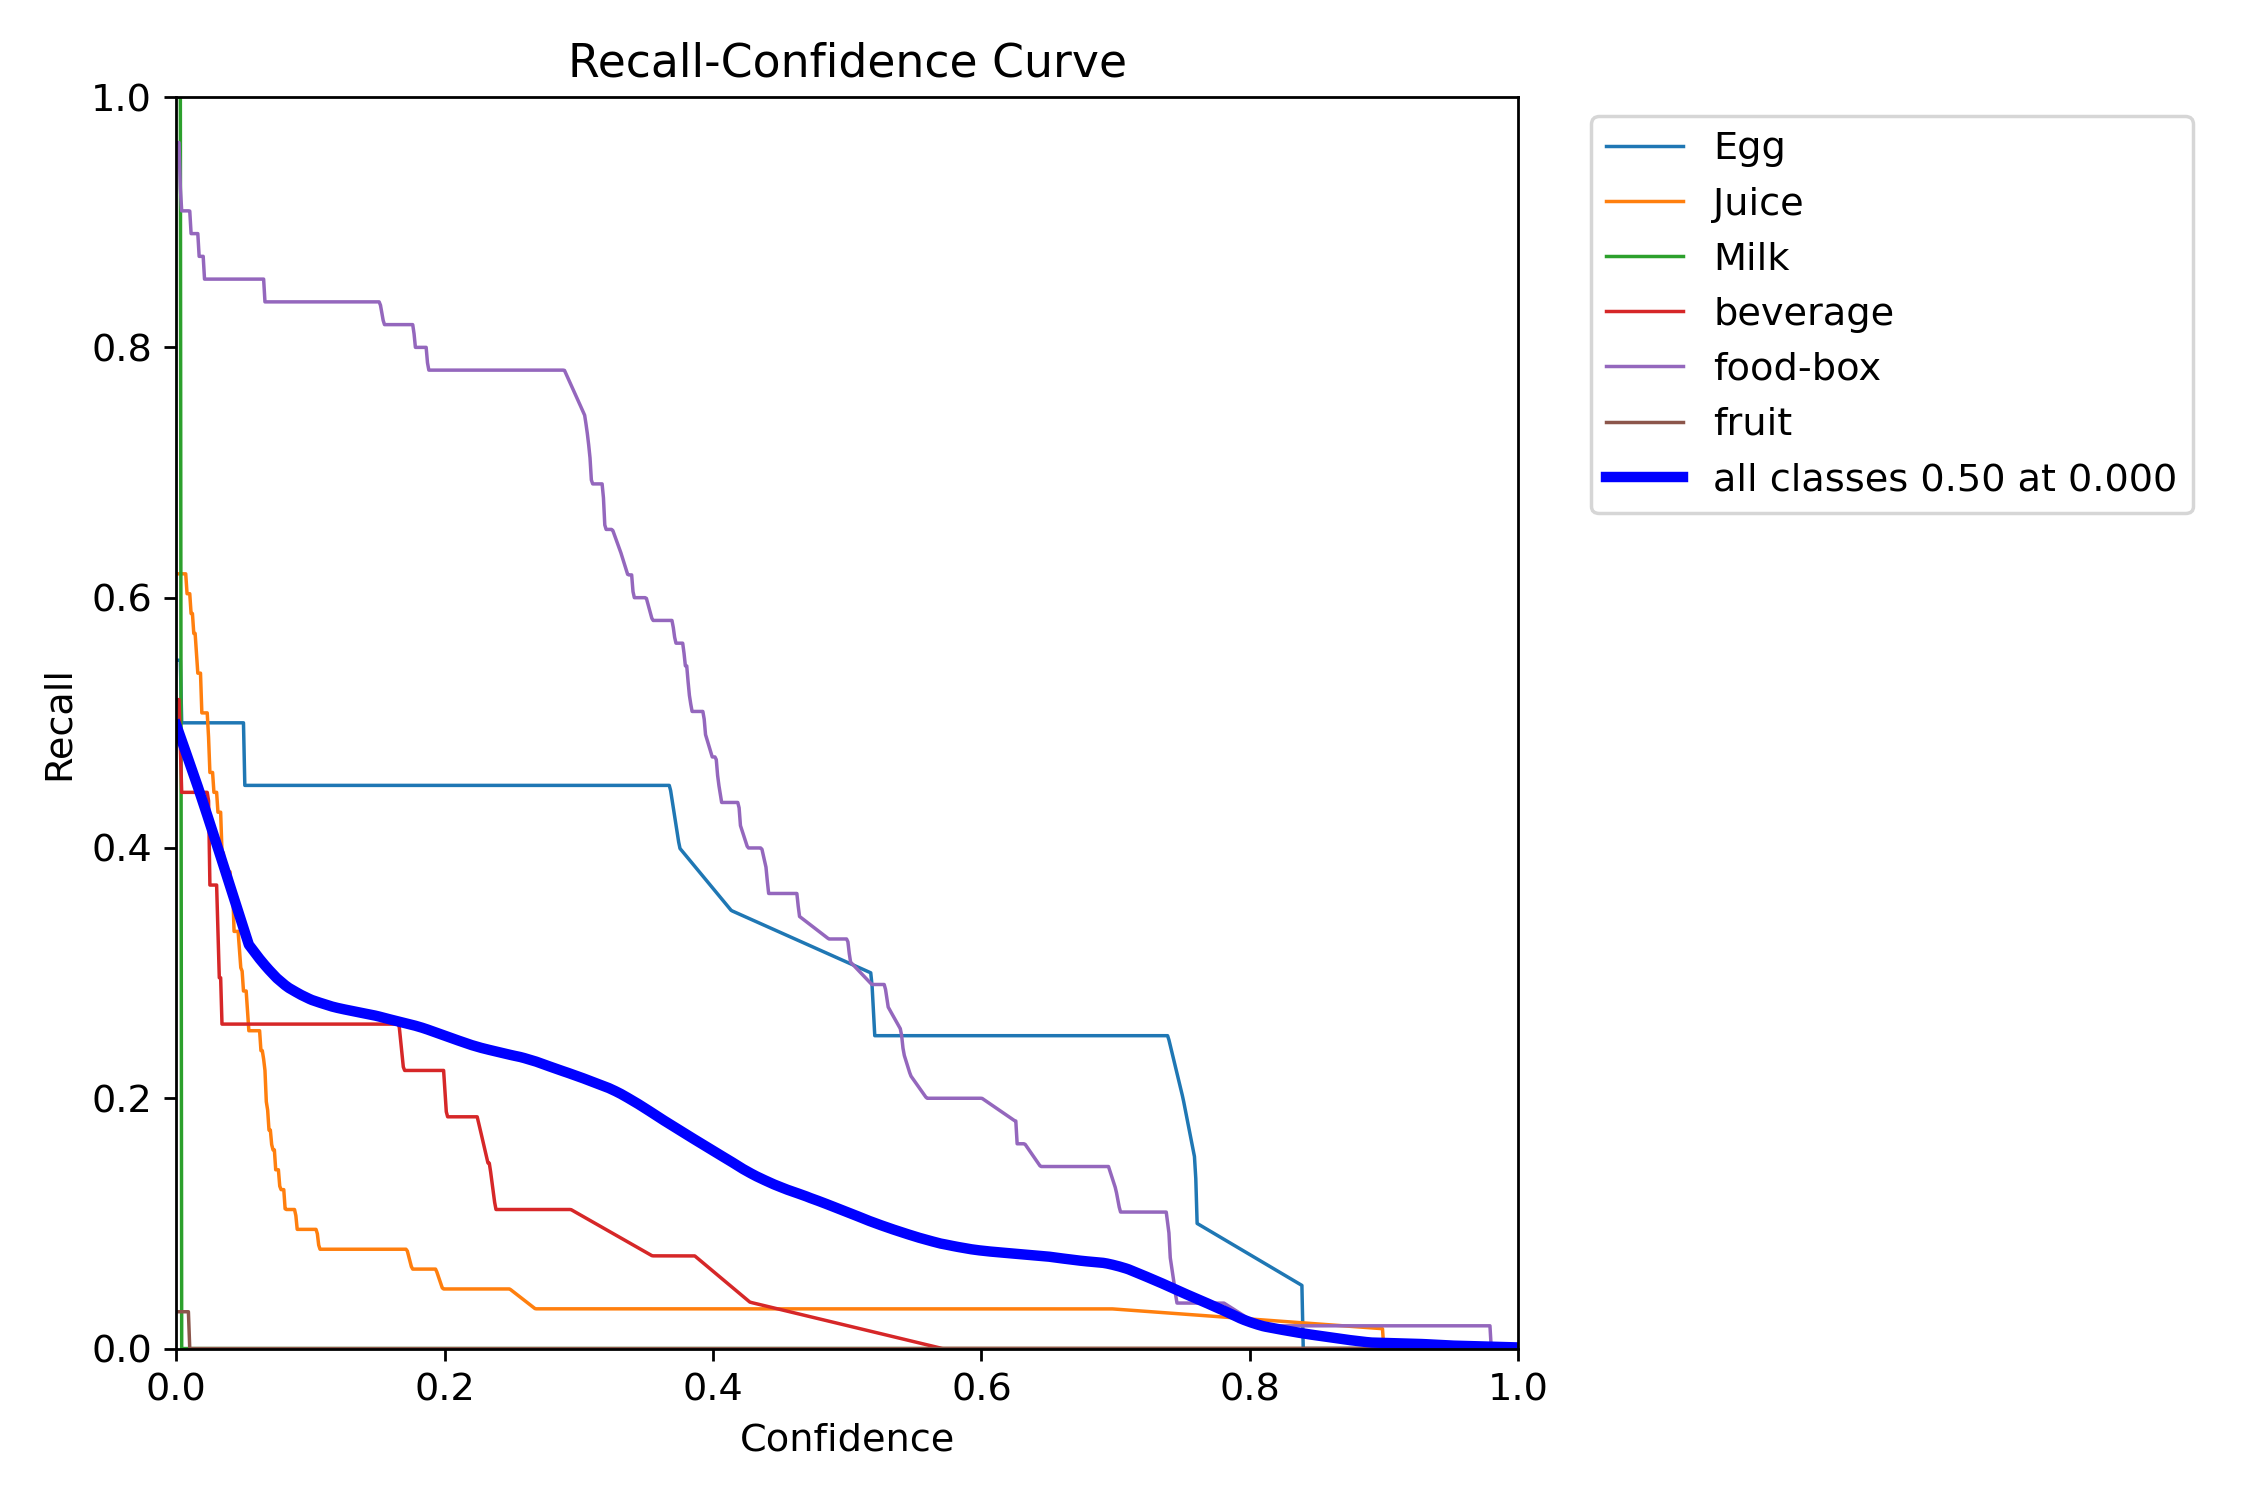 Recall-Confidence Curve
1.0
0.8
0.6
0.4
0.2
0.0
Recall
0.0 0.2 0.4 0.6 0.8 1.0
Confidence
Egg
Juice
Milk
beverage
food-box
fruit
all classes 0.50 at 0.000